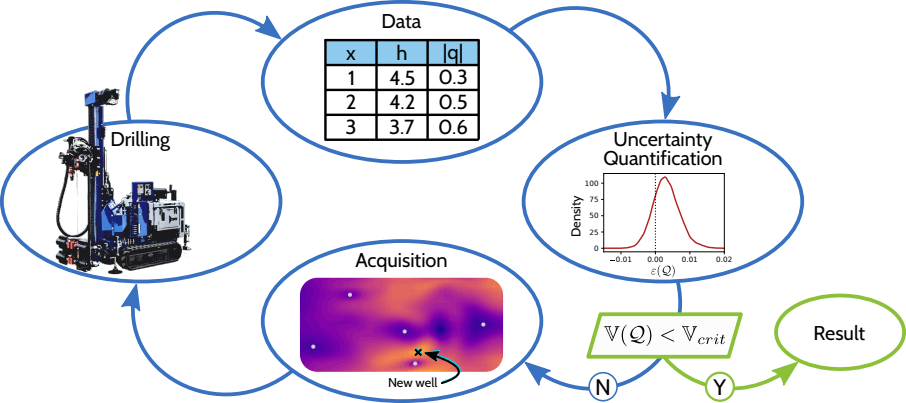 Data
x h |q|
1 4.5 0.3
2 4.2 0.5
3 3.7 0.6
Drilling
Uncertainty
Quantification
Density
100
75
50
25
0
−0.01 0.00 0.01 0.02
ε(𝒬)
Acquisition
New well
𝕍(𝒬) < 𝕍crit
Result
N
Y